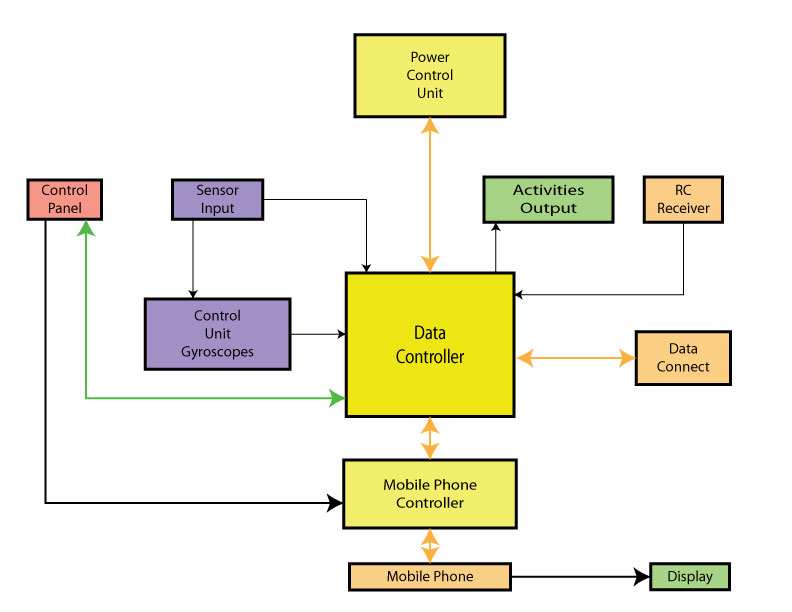 Power
Control
Unit
Control
Panel
Sensor
Input
Activities
Output
RC
Receiver
Control
Unit
Gyroscopes
Data
Controller
Data
Connect
Mobile Phone
Controller
Mobile Phone
Display